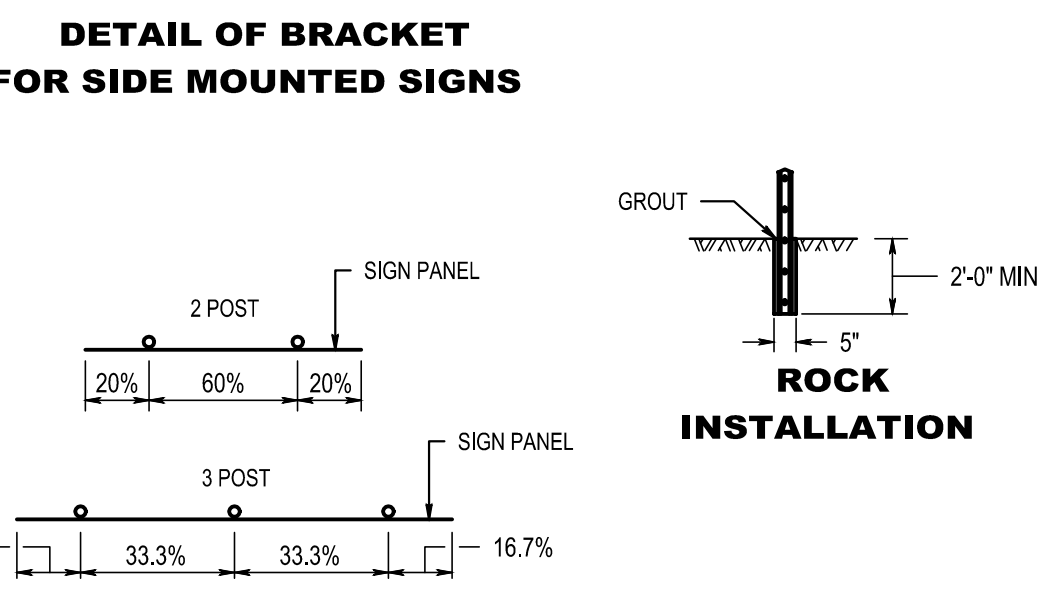 DETAIL OF BRACKET
FOR SIDE MOUNTED SIGNS
GROUT
2'-0" MIN
5"
ROCK
INSTALLATION
SIGN PANEL
2 POST
20%
60%
20%
SIGN PANEL
3 POST
33.3%
33.3%
16.7%